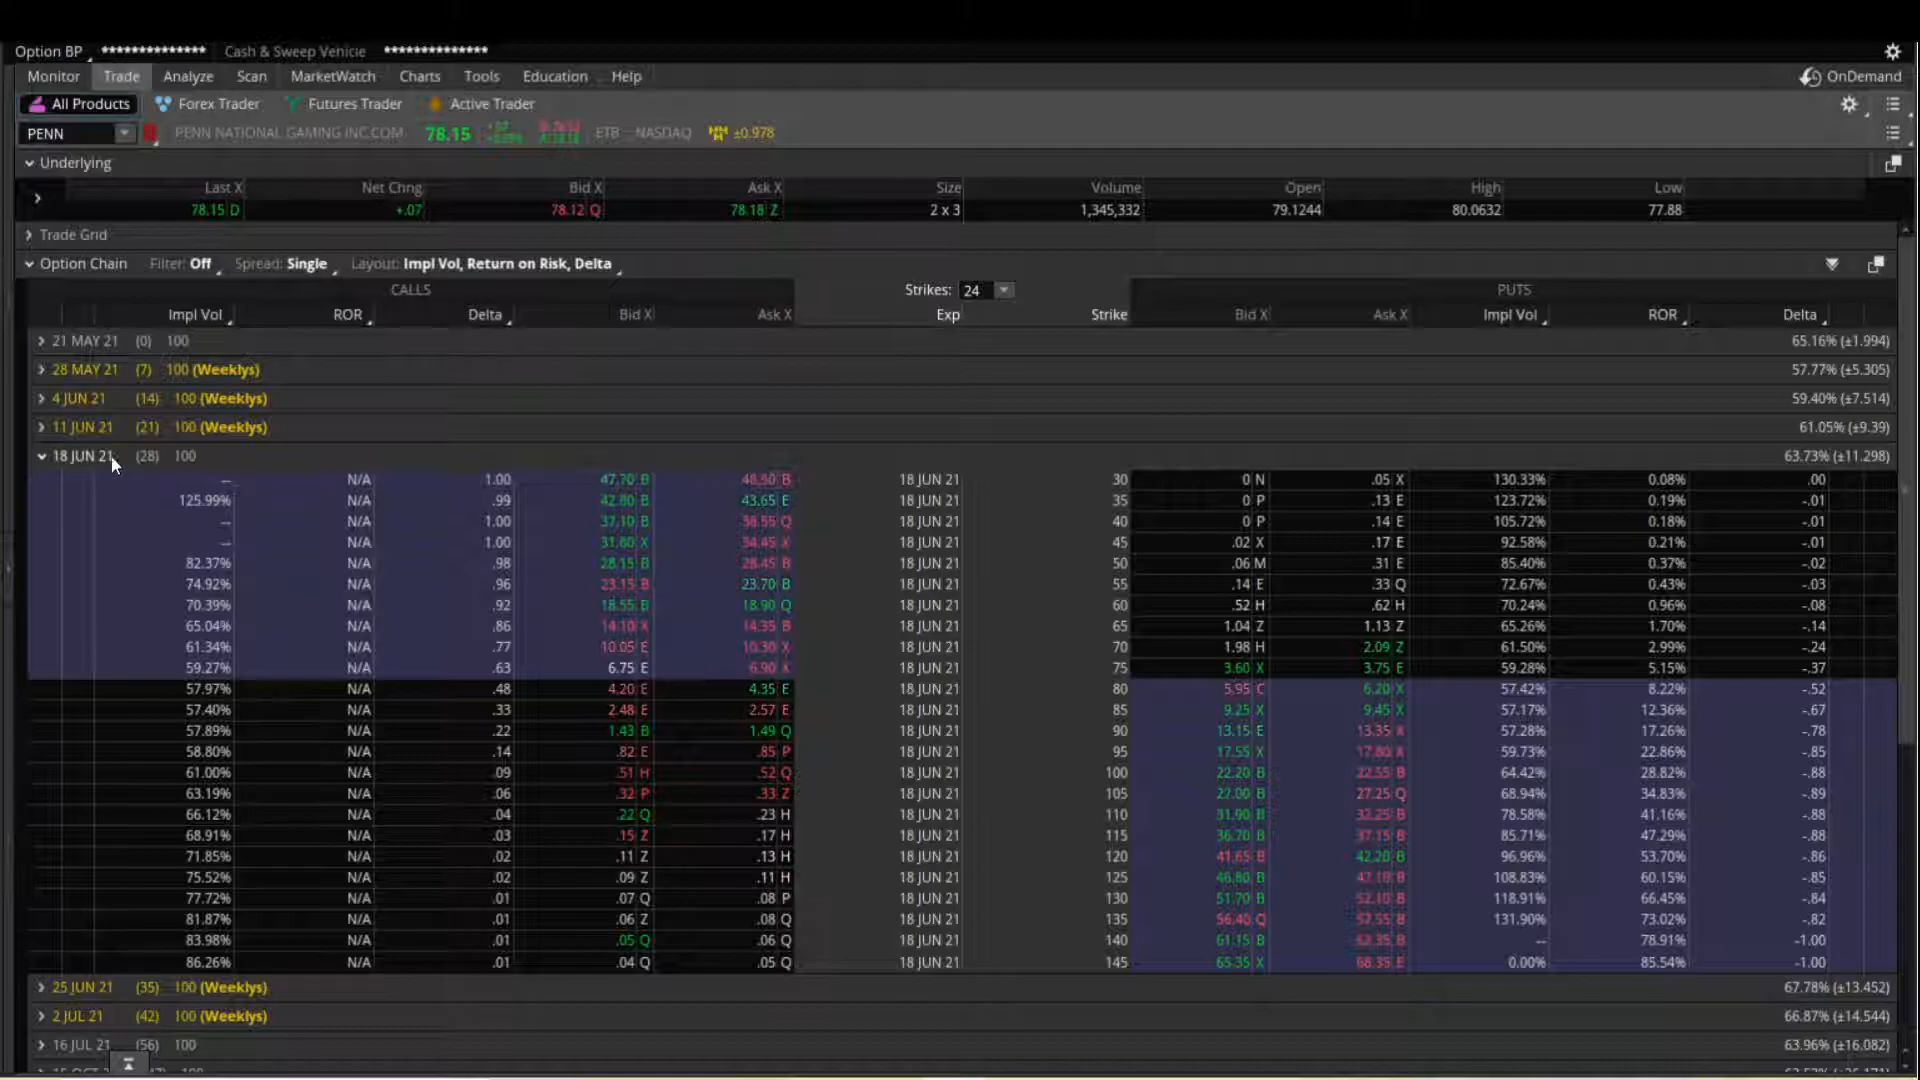 Option BP ************** Cash & Sweep Vehicle **************
Monitor Trade Analyze Scan MarketWatch Charts Tools Education Help OnDemand
All Products Forex Trader Futures Trader Active Trader
PENN PENN NATIONAL GAMING INC.COM 78.15 ETB NASDAQ ±0.978
Underlying
Last X Net Chng Bid X Ask X Size Volume Open High Low
78.15 D +.07 78.12 Q 78.18 Z 2 x 3 1,345,332 79.1244 80.0632 77.88
Trade Grid
Option Chain Filter: Off Spread: Single Layout: Impl Vol, Return on Risk, Delta
CALLS Strikes: 24 PUTS
Impl Vol ROR Delta Bid X Ask X Exp Strike Bid X Ask X Impl Vol ROR Delta
21 MAY 21 (0) 100 65.16% (±1.994)
28 MAY 21 (7) 100 (Weeklys) 57.77% (±5.305)
4 JUN 21 (14) 100 (Weeklys) 59.40% (±7.514)
11 JUN 21 (21) 100 (Weeklys) 61.05% (±9.39)
18 JUN 21 (28) 100 63.73% (±11.298)
-- N/A 1.00 47.70 B B 18 JUN 21 30 0 N .05 X 130.33% 0.08% .00
125.99% N/A .99 42.80 B 43.65 E 18 JUN 21 35 0 P .13 E 123.72% 0.19% -.01
-- N/A 1.00 37.10 B 38.55 Q 18 JUN 21 40 0 P .14 E 105.72% 0.18% -.01
-- N/A 1.00 31.80 X 34.45 X 18 JUN 21 45 .02 X .17 E 92.58% 0.21% -.01
82.37% N/A .98 28.15 B 28.45 B 18 JUN 21 50 .06 M .31 E 85.40% 0.37% -.02
74.92% N/A .96 23.15 B 23.70 B 18 JUN 21 55 .14 E .33 Q 72.67% 0.43% -.03
70.39% N/A .92 18.55 B 18.90 Q 18 JUN 21 60 .52 H .62 H 70.24% 0.96% -.08
65.04% N/A .86 14.10 X 14.35 B 18 JUN 21 65 1.04 Z 1.13 Z 65.26% 1.70% -.14
61.34% N/A .77 10.05 E 10.30 X 18 JUN 21 70 1.98 H 2.09 Z 61.50% 2.99% -.24
59.27% N/A .63 6.75 E 6.90 X 18 JUN 21 75 3.60 X 3.75 E 59.28% 5.15% -.37
57.97% N/A .48 4.20 E 4.35 E 18 JUN 21 80 5.95 C 6.20 X 57.42% 8.22% -.52
57.40% N/A .33 2.48 E 2.57 E 18 JUN 21 85 9.25 X 9.45 X 57.17% 12.36% -.67
57.89% N/A .22 1.43 B 1.49 Q 18 JUN 21 90 13.15 E 13.35 X 57.28% 17.26% -.78
58.80% N/A .14 .82 E .85 P 18 JUN 21 95 17.55 X 17.80 X 59.73% 22.86% -.85
61.00% N/A .09 .51 H .52 Q 18 JUN 21 100 22.20 B 22.55 B 64.42% 28.82% -.88
63.19% N/A .06 .32 P .33 Z 18 JUN 21 105 22.00 B 27.25 Q 68.94% 34.83% -.89
66.12% N/A .04 .22 Q .23 H 18 JUN 21 110 31.90 B 32.25 B 78.58% 41.16% -.88
68.91% N/A .03 .15 Z .17 H 18 JUN 21 115 36.70 B 37.15 B 85.71% 47.29% -.88
71.85% N/A .02 .11 Z .13 H 18 JUN 21 120 41.65 B 42.20 B 96.96% 53.70% -.86
75.52% N/A .02 .09 Z .11 H 18 JUN 21 125 46.80 B 47.10 B 108.83% 60.15% -.85
77.72% N/A .01 .07 Q .08 P 18 JUN 21 130 51.70 B 52.10 B 118.91% 66.45% -.84
81.87% N/A .01 .06 Z .08 Q 18 JUN 21 135 56.40 Q 57.55 B 131.90% 73.02% -.82
83.98% N/A .01 .05 Q .06 Q 18 JUN 21 140 61.15 B 62.35 B -- 78.91% -1.00
86.26% N/A .01 .04 Q .05 Q 18 JUN 21 145 65.35 X 68.35 E 0.00% 85.54% -1.00
25 JUN 21 (35) 100 (Weeklys) 67.78% (±13.452)
2 JUL 21 (42) 100 (Weeklys) 66.87% (±14.544)
16 JUL 21 (56) 100 63.96% (±16.082)